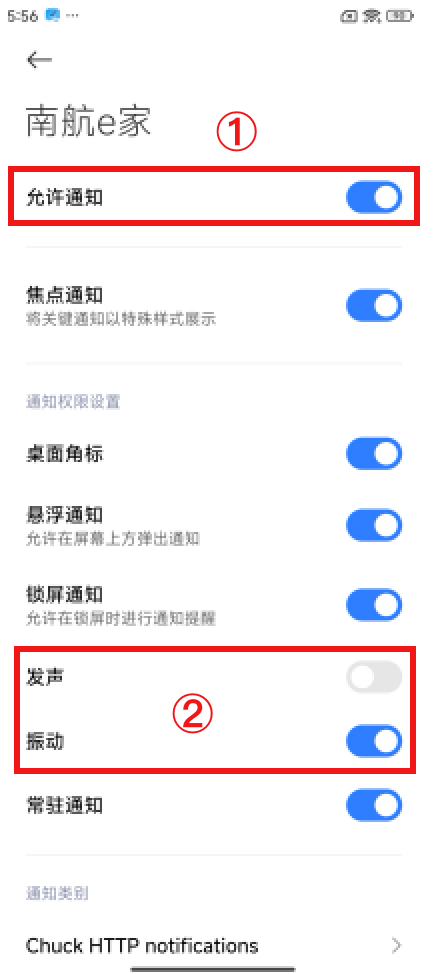 5:56
90
南航e家
①
允许通知
焦点通知
将关键通知以特殊样式展示
通知权限设置
桌面角标
悬浮通知
允许在屏幕上方弹出通知
锁屏通知
允许在锁屏时进行通知提醒
发声
②
振动
常驻通知
通知类别
Chuck HTTP notifications